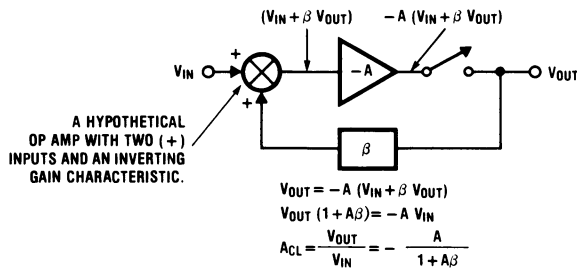 (VIN + β VOUT)
−A (VIN + β VOUT)
+
VIN
−A
VOUT
+
A HYPOTHETICAL
OP AMP WITH TWO (+)
INPUTS AND AN INVERTING
GAIN CHARACTERISTIC.
β
VOUT = −A (VIN + β VOUT)
VOUT (1 + Aβ) = −A VIN
ACL = VOUT / VIN = − A / 1 + Aβ